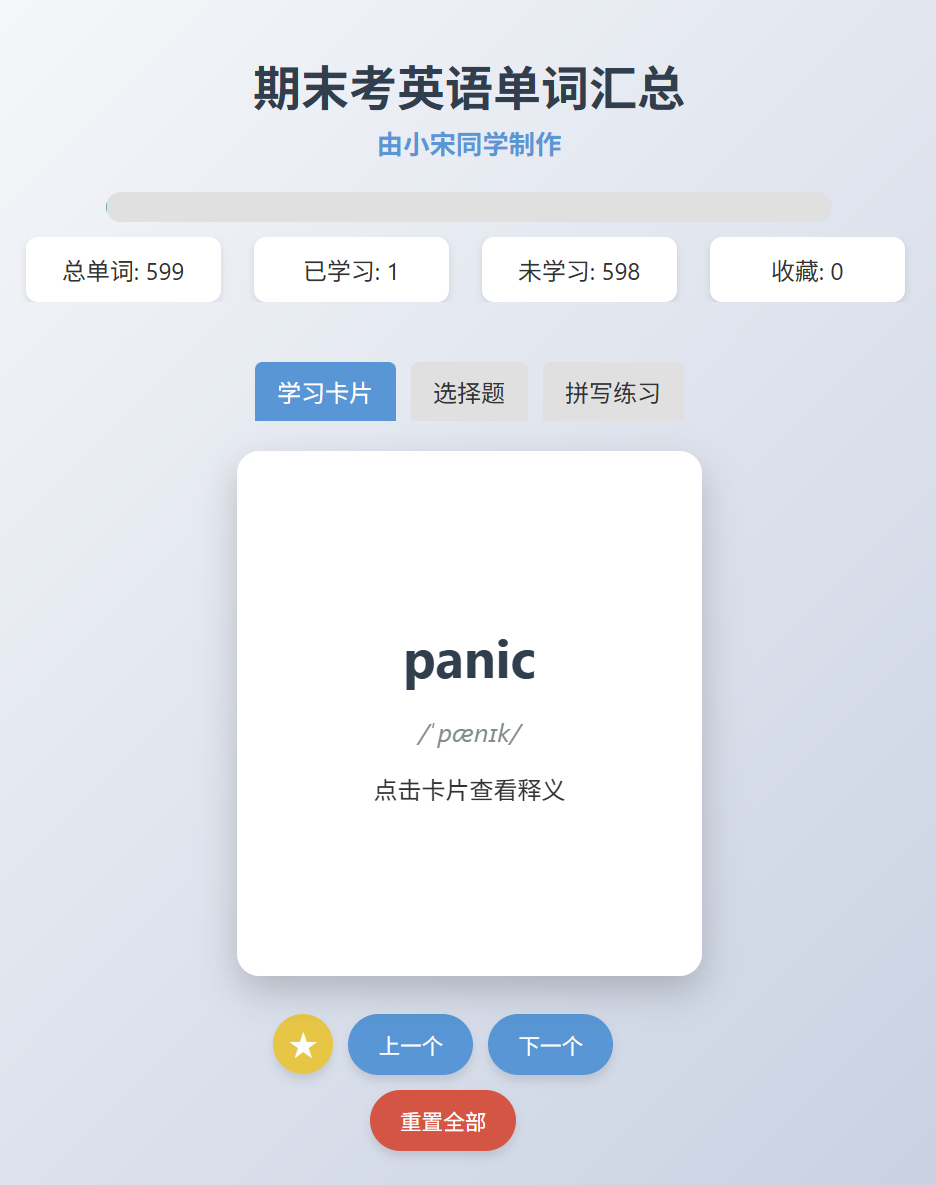 期末考英语单词汇总
由小宋同学制作
总单词: 599 已学习: 1 未学习: 598 收藏: 0
学习卡片 选择题 拼写练习
panic
/ˈpænɪk/
点击卡片查看释义
★ 上一个 下一个
重置全部